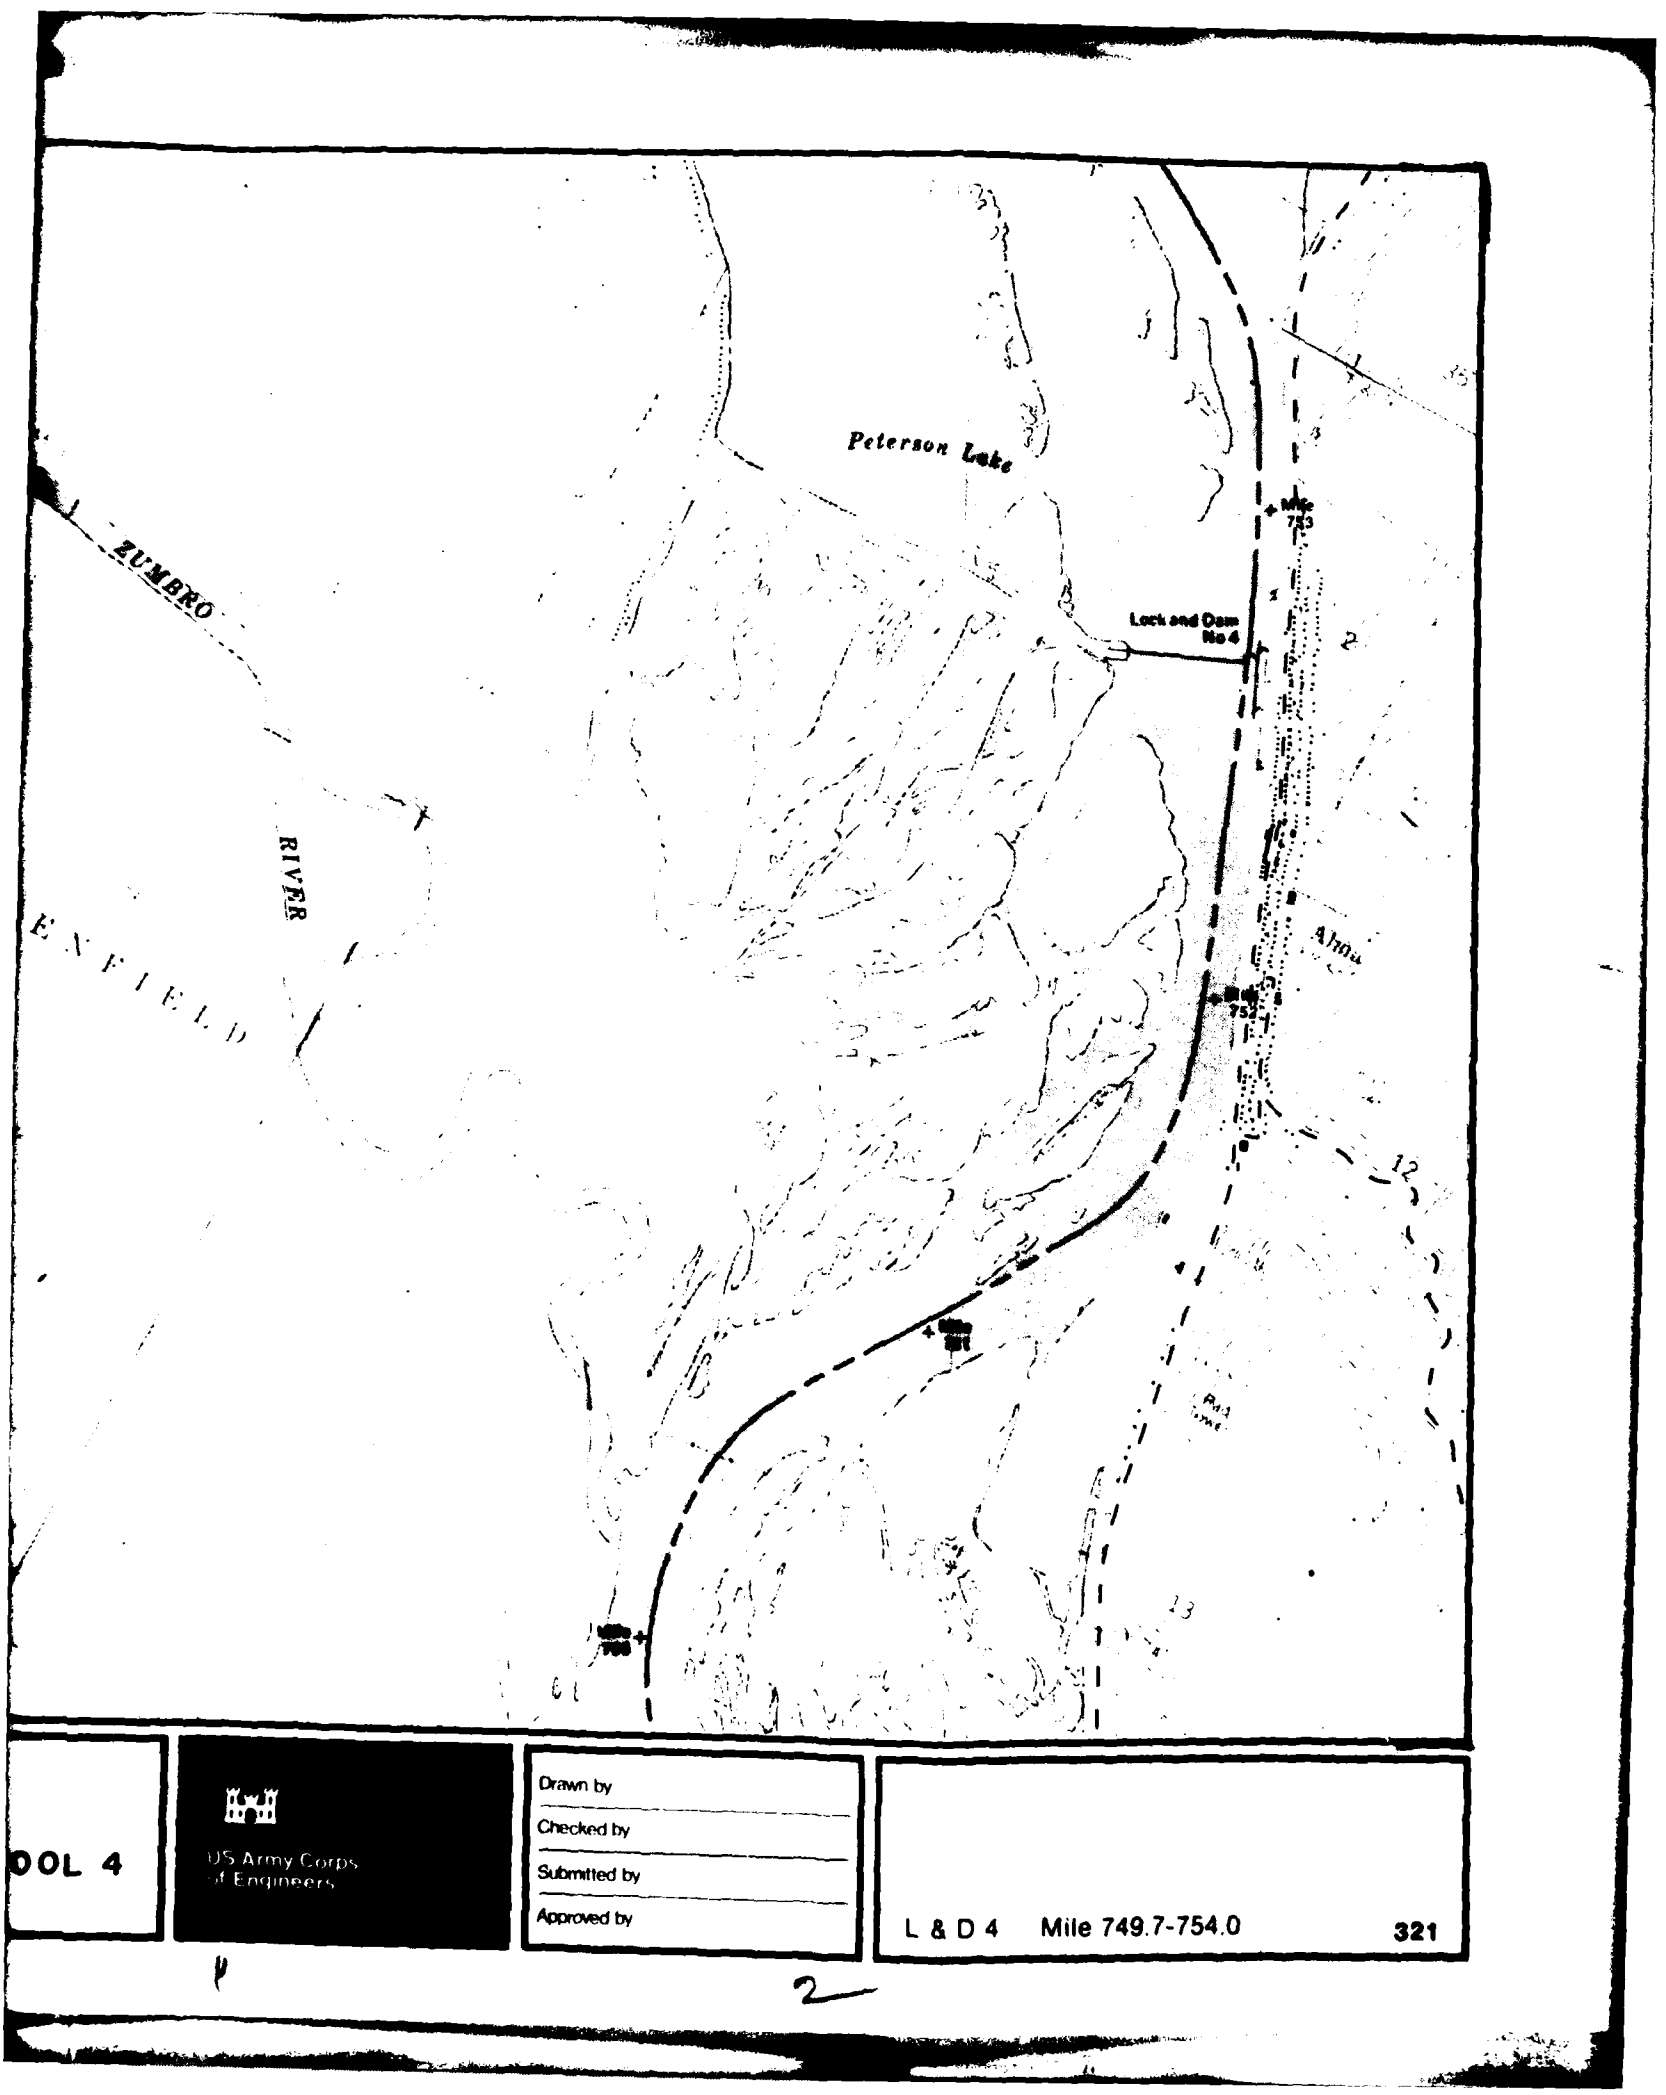 Peterson Lake
Mile
753
ZUMBRO
Lock and Dam
No 4
2
RIVER
Alma
ENFIELD
752
12
13
OOL 4
US Army Corps
of Engineers
Drawn by
Checked by
Submitted by
Approved by
L & D 4 Mile 749.7-754.0 321
2